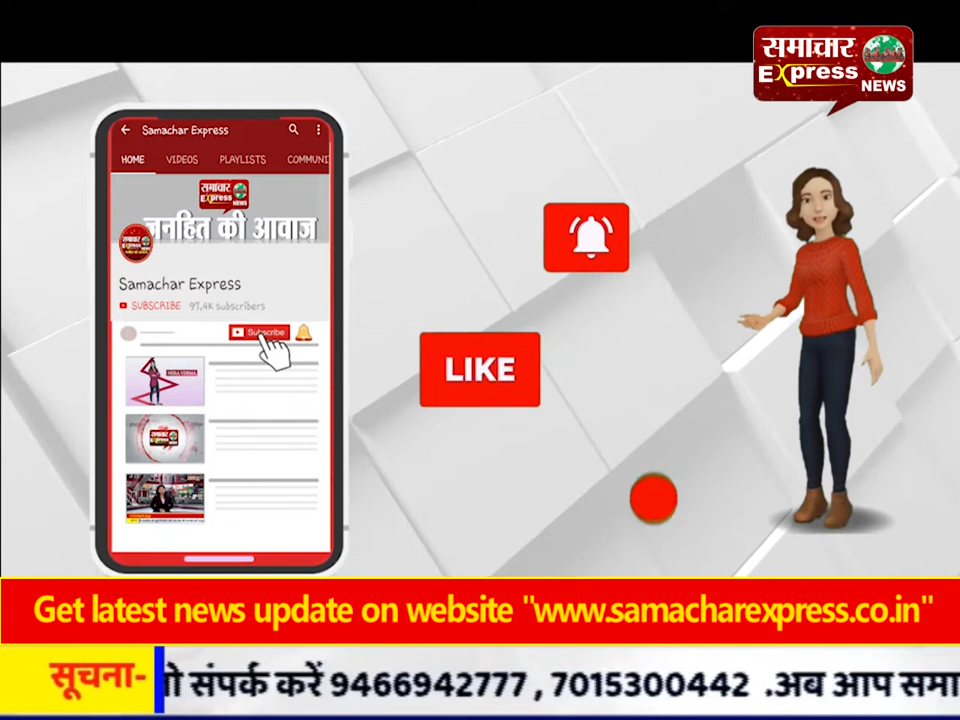 समाचार
Express
NEWS
Samachar Express
HOME VIDEOS PLAYLISTS COMMUNI
समाचार
Express
NEWS
जनहित की आवाज
Samachar Express
SUBSCRIBE 97.4K subscribers
Subscribe
LIKE
Get latest news update on website "www.samacharexpress.co.in"
सूचना- तो संपर्क करें 9466942777 , 7015300442 .अब आप समा